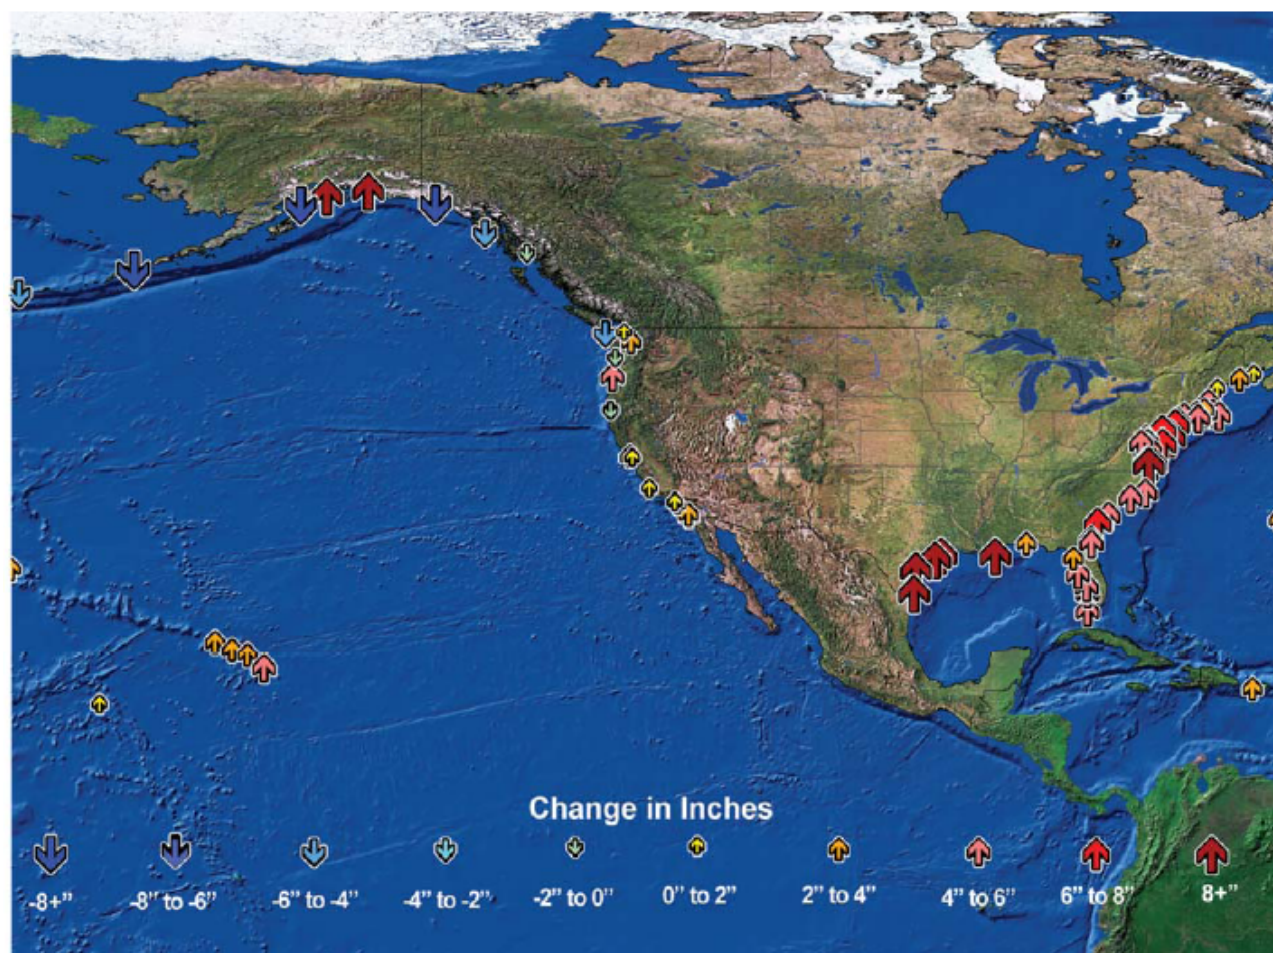 Change in Inches
-8+” -8” to -6” -6” to -4” -4” to -2” -2” to 0” 0” to 2” 2” to 4” 4” to 6” 6” to 8” 8+”